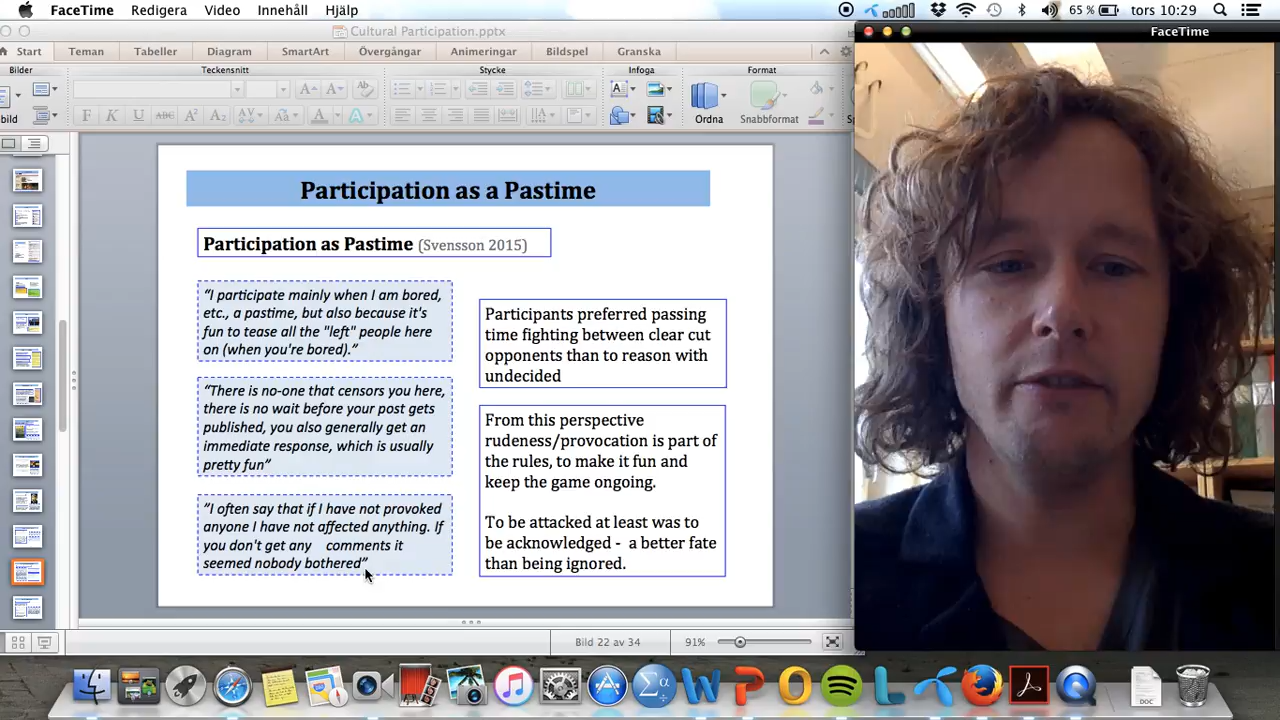 FaceTime Redigera Video Innehåll Hjälp 65 % tors 10:29
Cultural Participation.pptx
FaceTime
Start Teman Tabeller Diagram SmartArt Övergångar Animeringar Bildspel Granska
Bilder Teckensnitt Stycke Infoga Format
bild Ordna Snabbformat
Participation as a Pastime
Participation as Pastime (Svensson 2015)
“I participate mainly when I am bored,
etc., a pastime, but also because it's
fun to tease all the "left" people here
on (when you're bored).”
“There is no-one that censors you here,
there is no wait before your post gets
published, you also generally get an
immediate response, which is usually
pretty fun”
“I often say that if I have not provoked
anyone I have not affected anything. If
you don't get any comments it
seemed nobody bothered”
Participants preferred passing
time fighting between clear cut
opponents than to reason with
undecided
From this perspective
rudeness/provocation is part of
the rules, to make it fun and
keep the game ongoing.
To be attacked at least was to
be acknowledged - a better fate
than being ignored.
Bild 22 av 34 91%
DOC